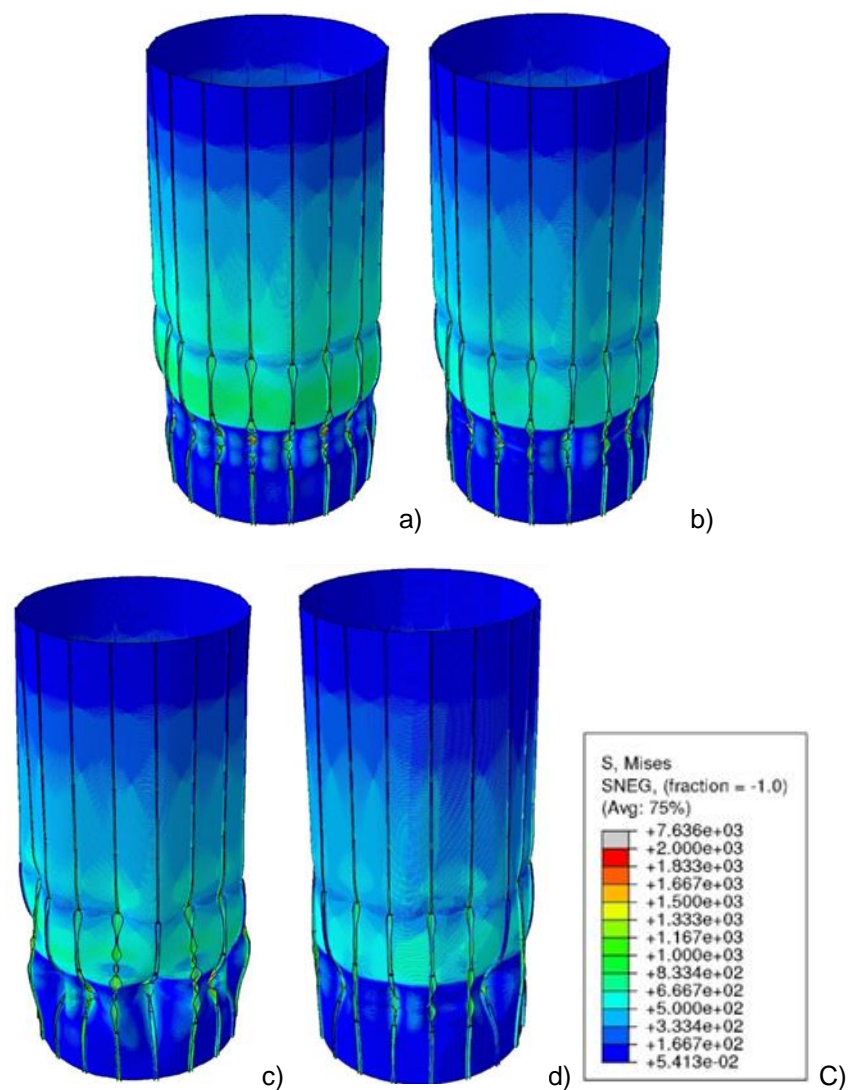 a)
b)
c)
d)
S, Mises
SNEG, (fraction = -1.0)
(Avg: 75%)
+7.636e+03
+2.000e+03
+1.833e+03
+1.667e+03
+1.500e+03
+1.333e+03
+1.167e+03
+1.000e+03
+8.334e+02
+6.667e+02
+5.000e+02
+3.334e+02
+1.667e+02
+5.413e-02
C)